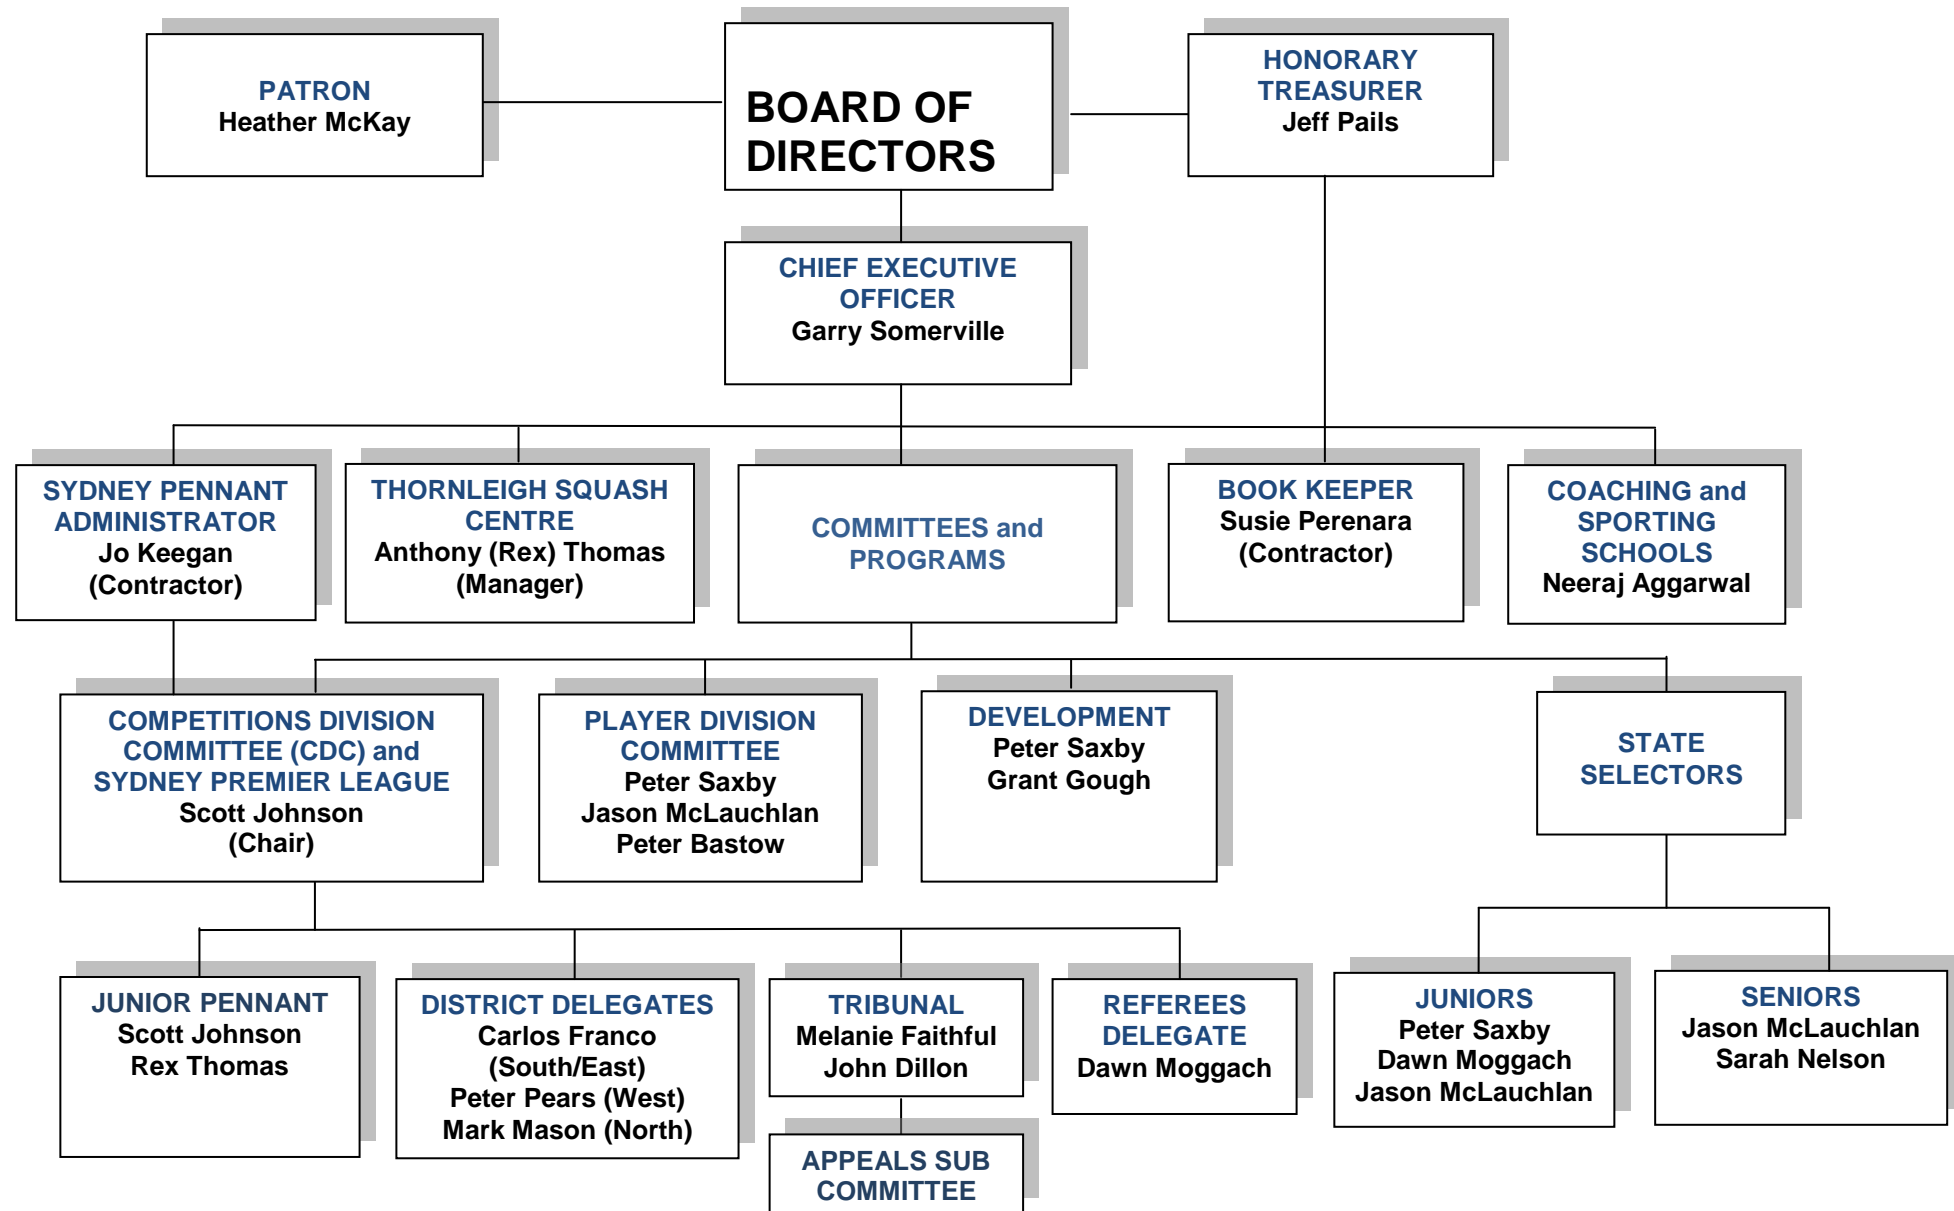 PATRON
Heather McKay
BOARD OF
DIRECTORS
HONORARY
TREASURER
Jeff Pails
CHIEF EXECUTIVE
OFFICER
Garry Somerville
SYDNEY PENNANT
ADMINISTRATOR
Jo Keegan
(Contractor)
THORNLEIGH SQUASH
CENTRE
Anthony (Rex) Thomas
(Manager)
COMMITTEES and
PROGRAMS
BOOK KEEPER
Susie Perenara
(Contractor)
COACHING and
SPORTING
SCHOOLS
Neeraj Aggarwal
COMPETITIONS DIVISION
COMMITTEE (CDC) and
SYDNEY PREMIER LEAGUE
Scott Johnson
(Chair)
PLAYER DIVISION
COMMITTEE
Peter Saxby
Jason McLauchlan
Peter Bastow
DEVELOPMENT
Peter Saxby
Grant Gough
STATE
SELECTORS
JUNIOR PENNANT
Scott Johnson
Rex Thomas
DISTRICT DELEGATES
Carlos Franco
(South/East)
Peter Pears (West)
Mark Mason (North)
TRIBUNAL
Melanie Faithful
John Dillon
REFEREES
DELEGATE
Dawn Moggach
JUNIORS
Peter Saxby
Dawn Moggach
Jason McLauchlan
SENIORS
Jason McLauchlan
Sarah Nelson
APPEALS SUB
COMMITTEE